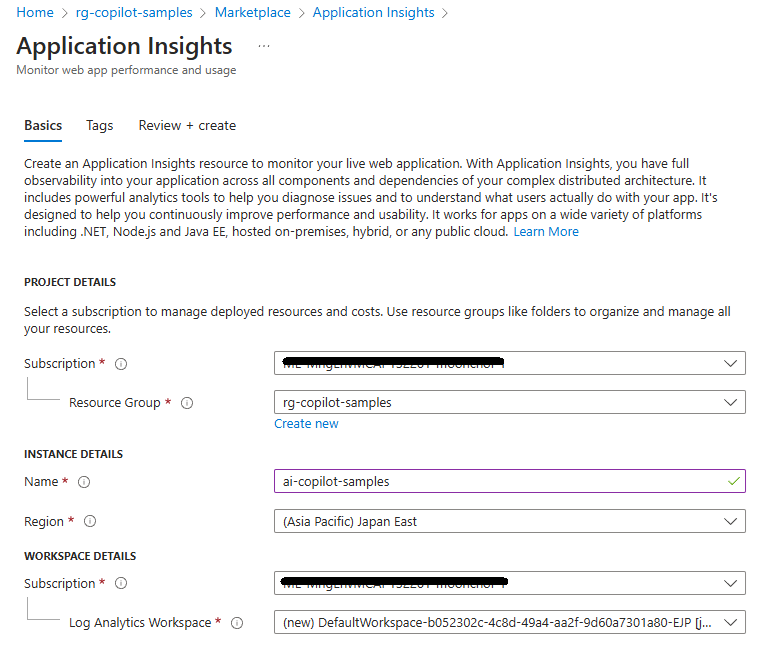 Home > rg-copilot-samples > Marketplace > Application Insights >
Application Insights ...
Monitor web app performance and usage
Basics Tags Review + create
Create an Application Insights resource to monitor your live web application. With Application Insights, you have full
observability into your application across all components and dependencies of your complex distributed architecture. It
includes powerful analytics tools to help you diagnose issues and to understand what users actually do with your app. It's
designed to help you continuously improve performance and usability. It works for apps on a wide variety of platforms
including .NET, Node.js and Java EE, hosted on-premises, hybrid, or any public cloud. Learn More
PROJECT DETAILS
Select a subscription to manage deployed resources and costs. Use resource groups like folders to organize and manage all
your resources.
Subscription *
Resource Group * rg-copilot-samples
Create new
INSTANCE DETAILS
Name * ai-copilot-samples
Region * (Asia Pacific) Japan East
WORKSPACE DETAILS
Subscription *
Log Analytics Workspace * (new) DefaultWorkspace-b052302c-4c8d-49a4-aa2f-9d60a7301a80-EJP [j...